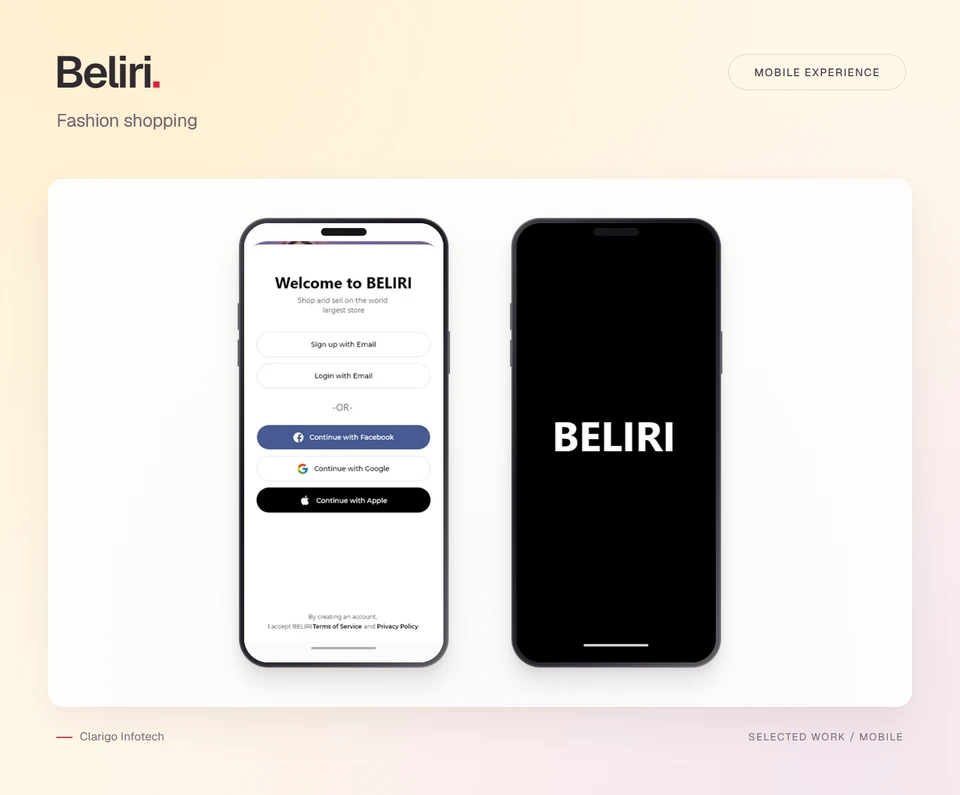 Beliri.
MOBILE EXPERIENCE
Fashion shopping
Welcome to BELIRI
Shop and sell on the world
largest store
Sign up with Email
Login with Email
-OR-
Continue with Facebook
Continue with Google
Continue with Apple
By creating an account,
I accept BELIRI Terms of Service and Privacy Policy
BELIRI
Clarigo Infotech
SELECTED WORK / MOBILE